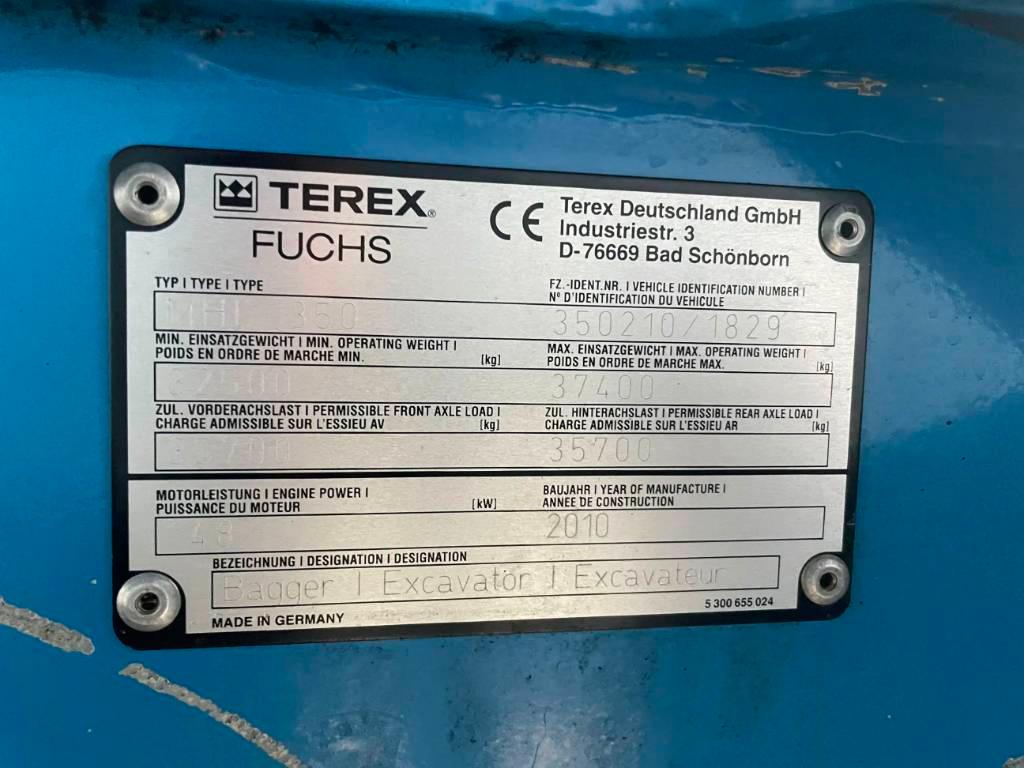 TEREX®
FUCHS
CE
Terex Deutschland GmbH
Industriestr. 3
D-76669 Bad Schönborn
TYP I TYPE I TYPE
FZ.-IDENT.NR. I VEHICLE IDENTIFICATION NUMBER I
N° D'IDENTIFICATION DU VEHICULE
MHL 350
350210/1829
MIN. EINSATZGEWICHT I MIN. OPERATING WEIGHT I
POIDS EN ORDRE DE MARCHE MIN. [kg]
MAX. EINSATZGEWICHT I MAX. OPERATING WEIGHT I
POIDS EN ORDRE DE MARCHE MAX. [kg]
37400
ZUL. VORDERACHSLAST I PERMISSIBLE FRONT AXLE LOAD I
CHARGE ADMISSIBLE SUR L'ESSIEU AV [kg]
ZUL. HINTERACHSLAST I PERMISSIBLE REAR AXLE LOAD I
CHARGE ADMISSIBLE SUR L'ESSIEU AR [kg]
35700
MOTORLEISTUNG I ENGINE POWER I
PUISSANCE DU MOTEUR [kW]
BAUJAHR I YEAR OF MANUFACTURE I
ANNEE DE CONSTRUCTION
2010
BEZEICHNUNG I DESIGNATION I DESIGNATION
Bagger | Excavator | Excavateur
MADE IN GERMANY
5 300 655 024